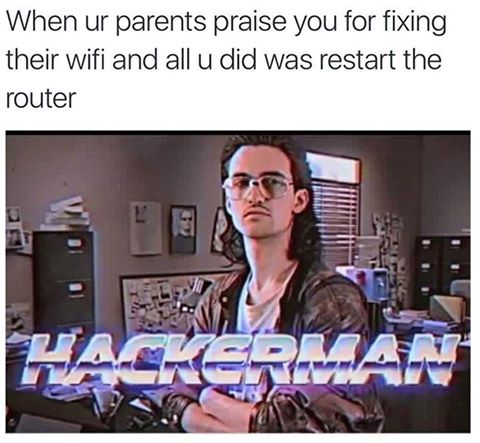 When ur parents praise you for fixing
their wifi and all u did was restart the
router
HACKERMAN